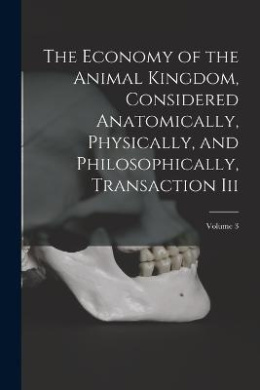 The Economy of the
Animal Kingdom,
Considered
Anatomically,
Physically, and
Philosophically,
Transaction Iii
Volume 3